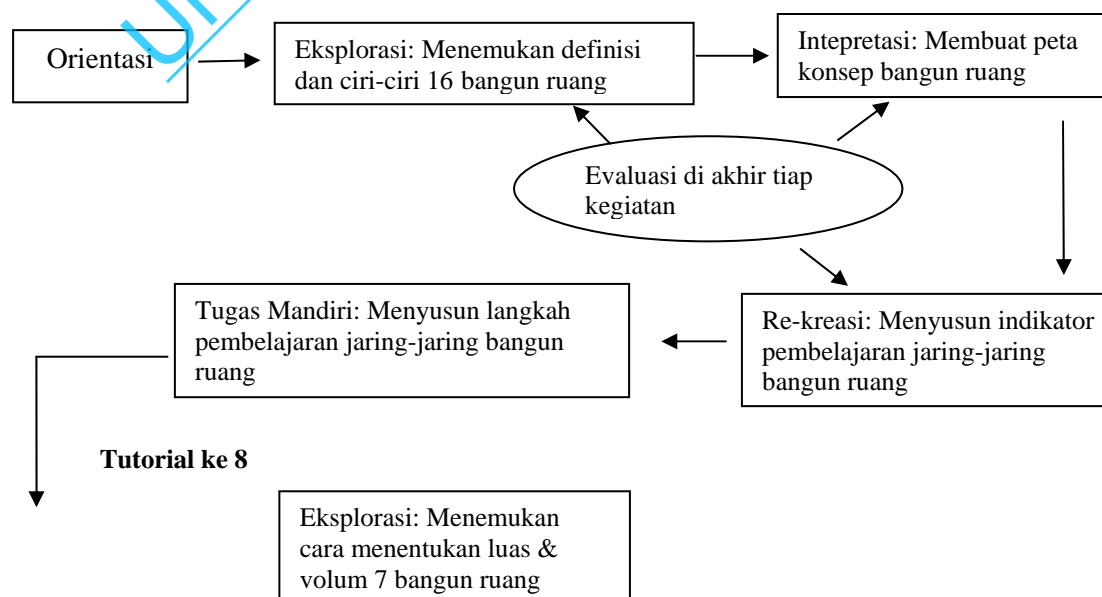 Orientasi
Eksplorasi: Menemukan definisi
dan ciri-ciri 16 bangun ruang
Intepretasi: Membuat peta
konsep bangun ruang
Evaluasi di akhir tiap
kegiatan
Tugas Mandiri: Menyusun langkah
pembelajaran jaring-jaring bangun
ruang
Re-kreasi: Menyusun indikator
pembelajaran jaring-jaring
bangun ruang
Tutorial ke 8
Eksplorasi: Menemukan
cara menentukan luas &
volum 7 bangun ruang